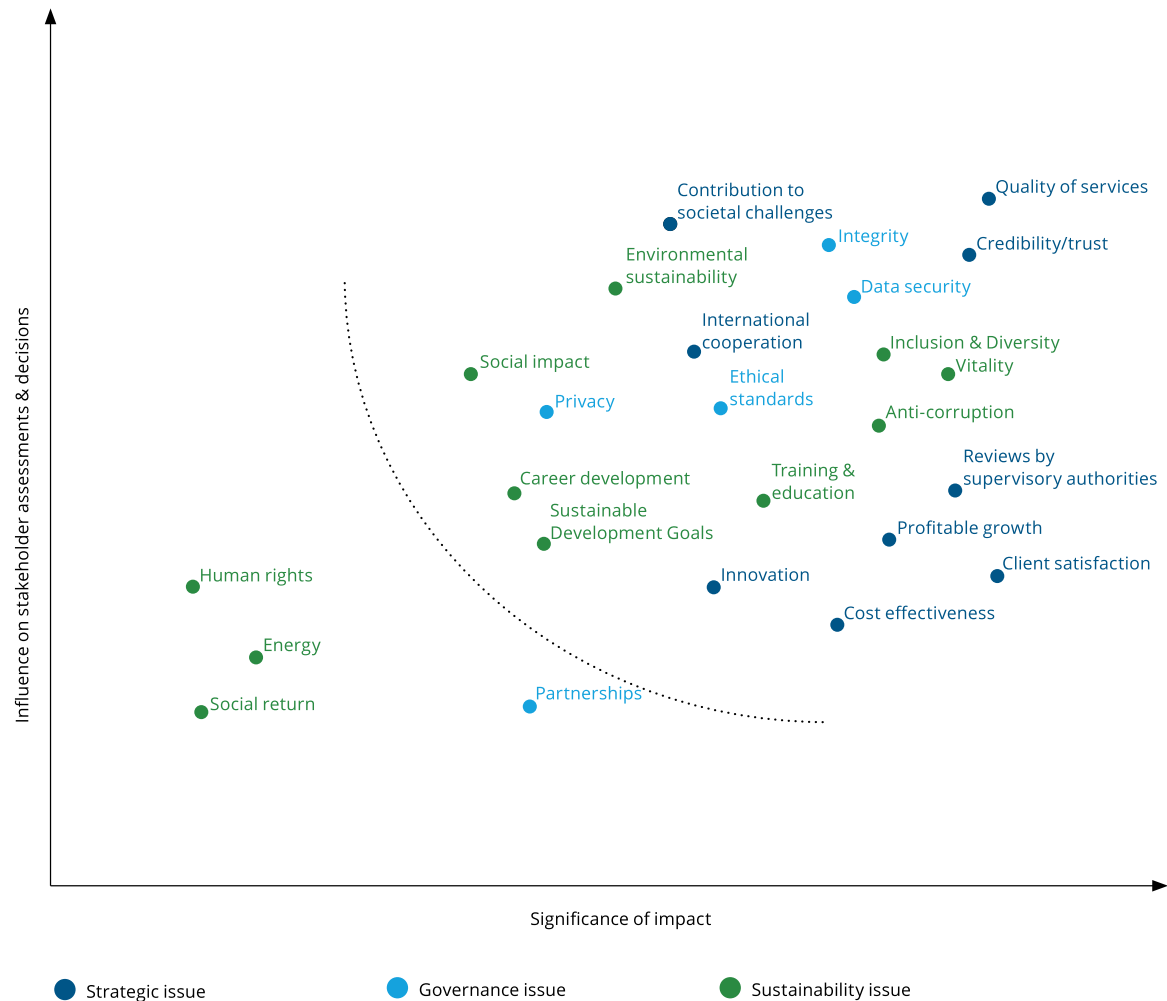 Influence on stakeholder assessments & decisions
Contribution to
societal challenges
Quality of services
Integrity
Credibility/trust
Environmental
sustainability
Data security
International
cooperation
Inclusion & Diversity
Vitality
Social impact
Ethical
standards
Privacy
Anti-corruption
Reviews by
supervisory authorities
Training &
education
Career development
Sustainable
Development Goals
Profitable growth
Client satisfaction
Human rights
Innovation
Cost effectiveness
Energy
Partnerships
Social return
Significance of impact
Strategic issue
Governance issue
Sustainability issue